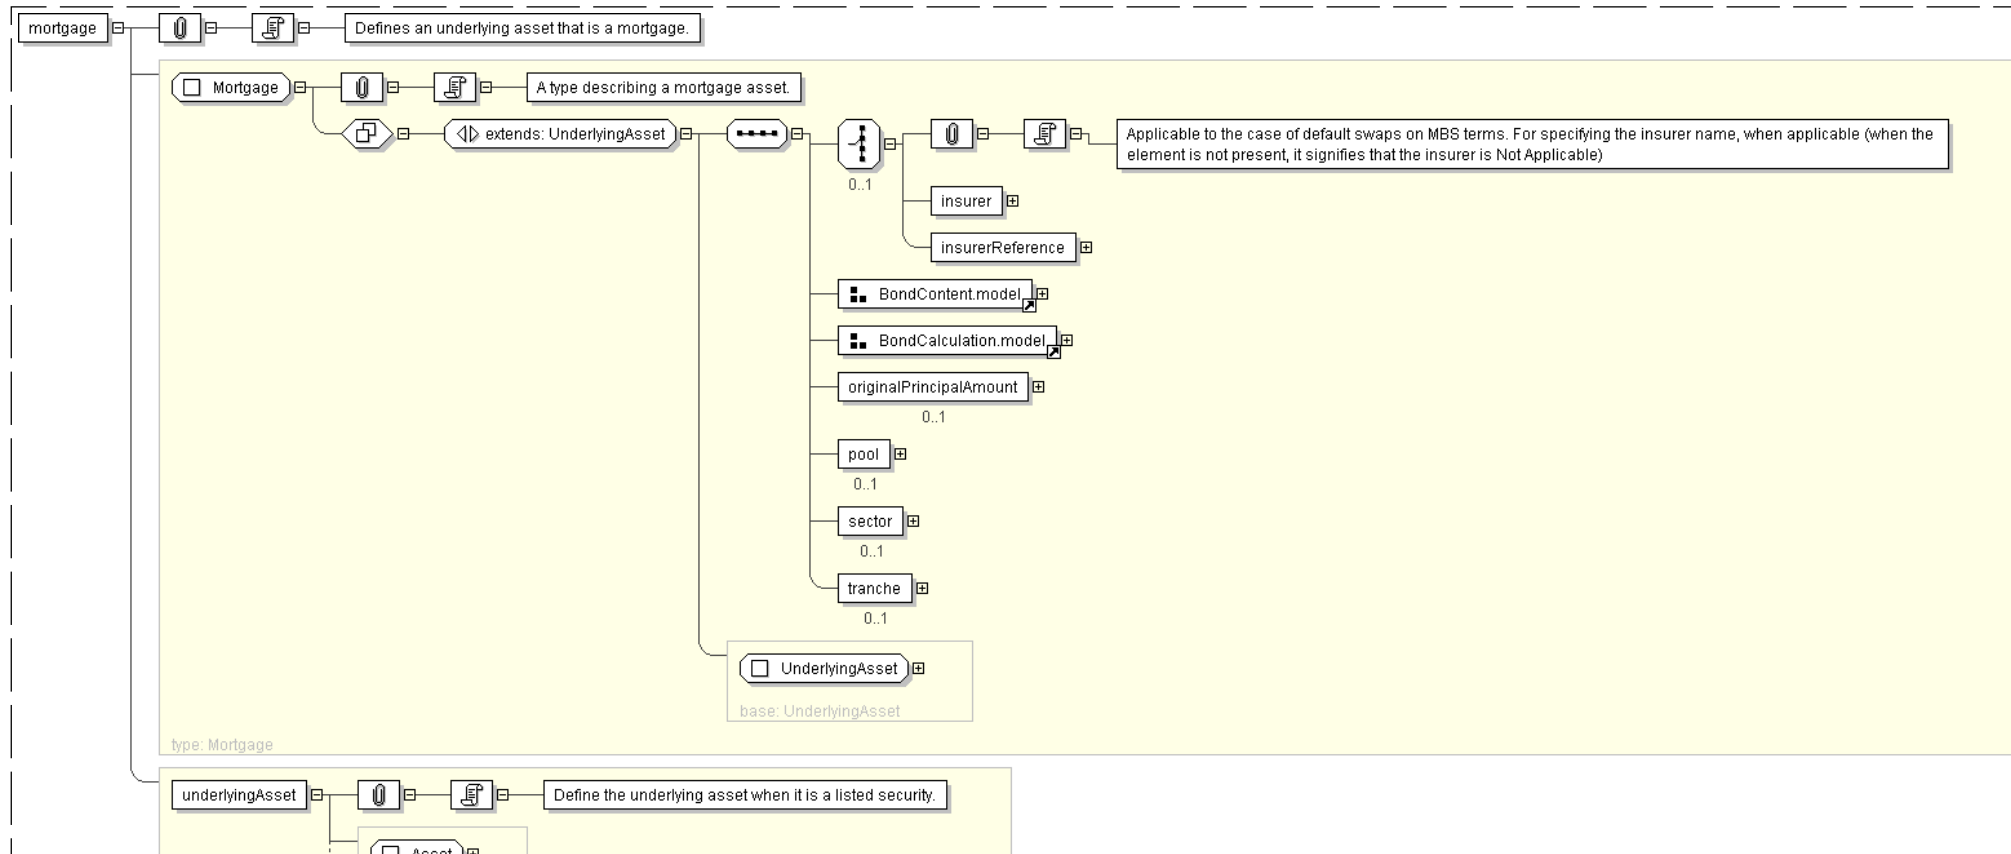 mortgage
Defines an underlying asset that is a mortgage.
Mortgage
A type describing a mortgage asset.
extends: UnderlyingAsset
Applicable to the case of default swaps on MBS terms. For specifying the insurer name, when applicable (when the
element is not present, it signifies that the insurer is Not Applicable)
0..1
insurer
insurerReference
BondContent.model
BondCalculation.model
originalPrincipalAmount
0..1
pool
0..1
sector
0..1
tranche
0..1
UnderlyingAsset
base: UnderlyingAsset
type: Mortgage
underlyingAsset
Define the underlying asset when it is a listed security.
Asset